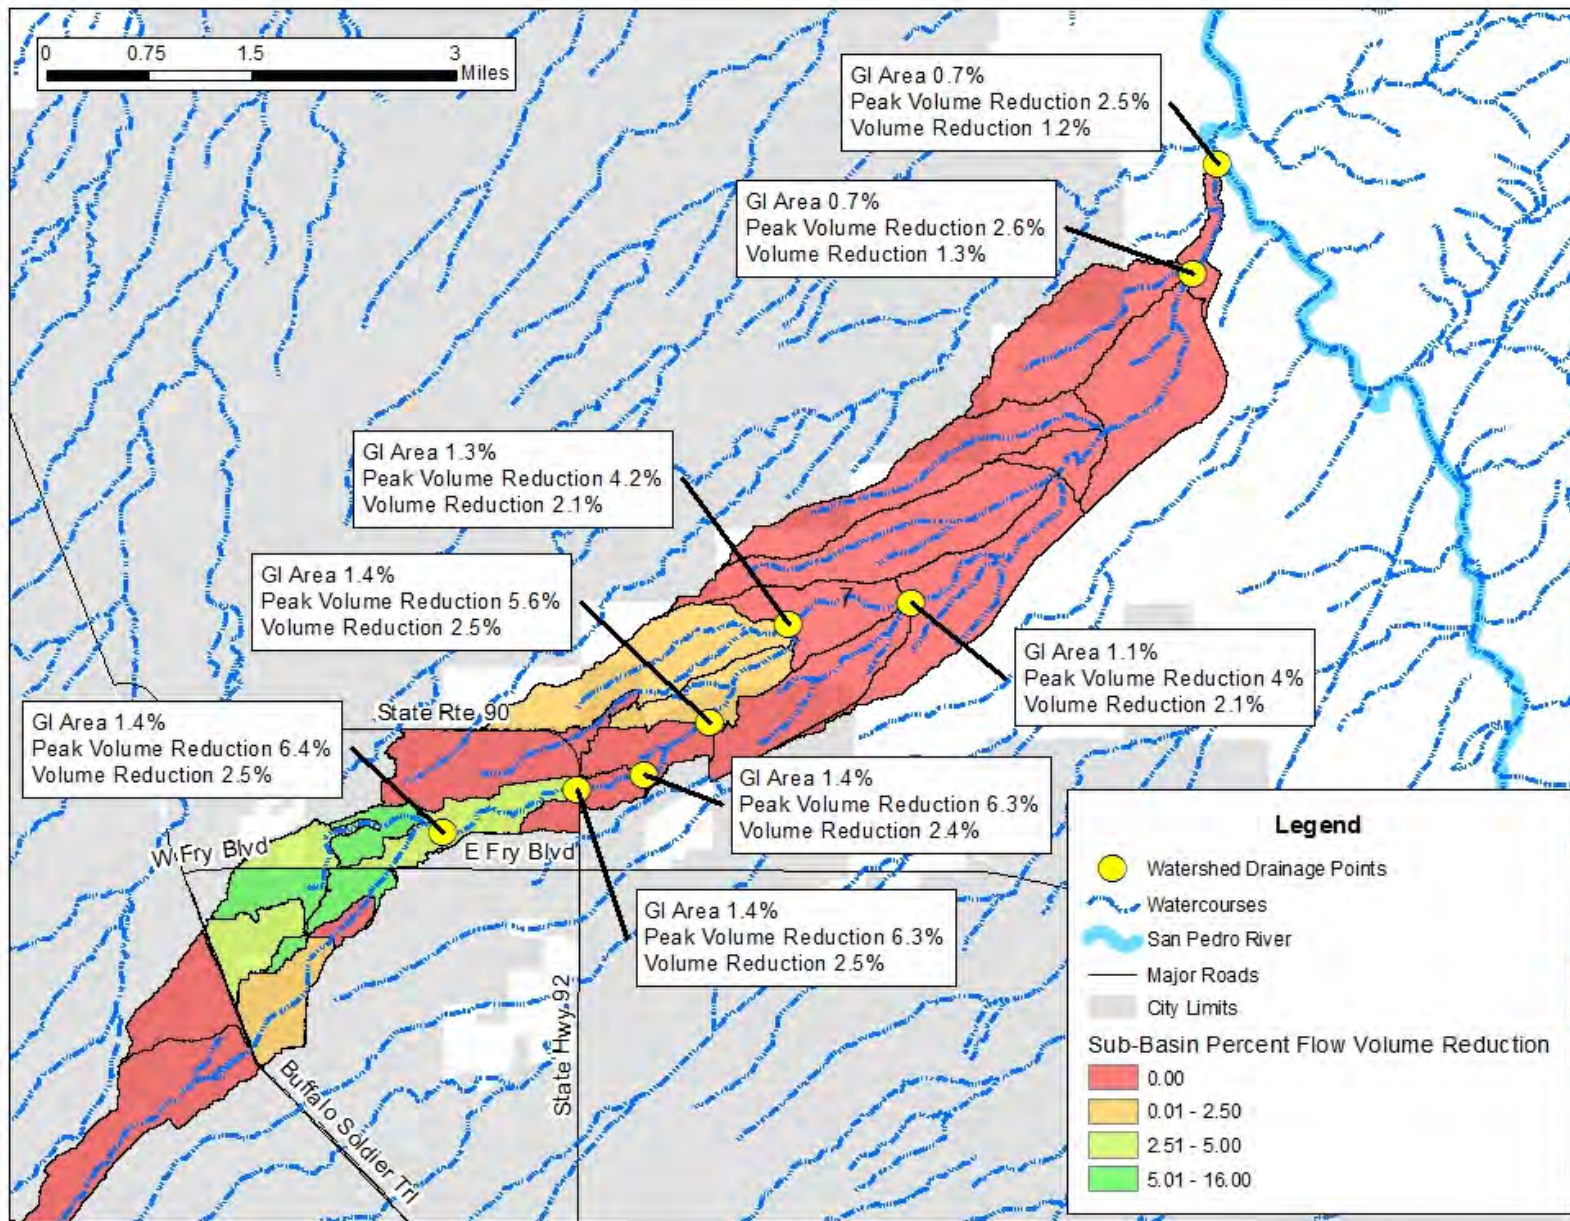 0 0.75 1.5 3
Miles
GI Area 0.7%
Peak Volume Reduction 2.5%
Volume Reduction 1.2%
GI Area 0.7%
Peak Volume Reduction 2.6%
Volume Reduction 1.3%
GI Area 1.3%
Peak Volume Reduction 4.2%
Volume Reduction 2.1%
GI Area 1.4%
Peak Volume Reduction 5.6%
Volume Reduction 2.5%
7
GI Area 1.1%
Peak Volume Reduction 4%
Volume Reduction 2.1%
State Rte 90
GI Area 1.4%
Peak Volume Reduction 6.4%
Volume Reduction 2.5%
GI Area 1.4%
Peak Volume Reduction 6.3%
Volume Reduction 2.4%
W Fry Blvd
E Fry Blvd
GI Area 1.4%
Peak Volume Reduction 6.3%
Volume Reduction 2.5%
State Hwy 92
Buffalo Soldier Trl
Legend
Watershed Drainage Points
Watercourses
San Pedro River
Major Roads
City Limits
Sub-Basin Percent Flow Volume Reduction
0.00
0.01 - 2.50
2.51 - 5.00
5.01 - 16.00